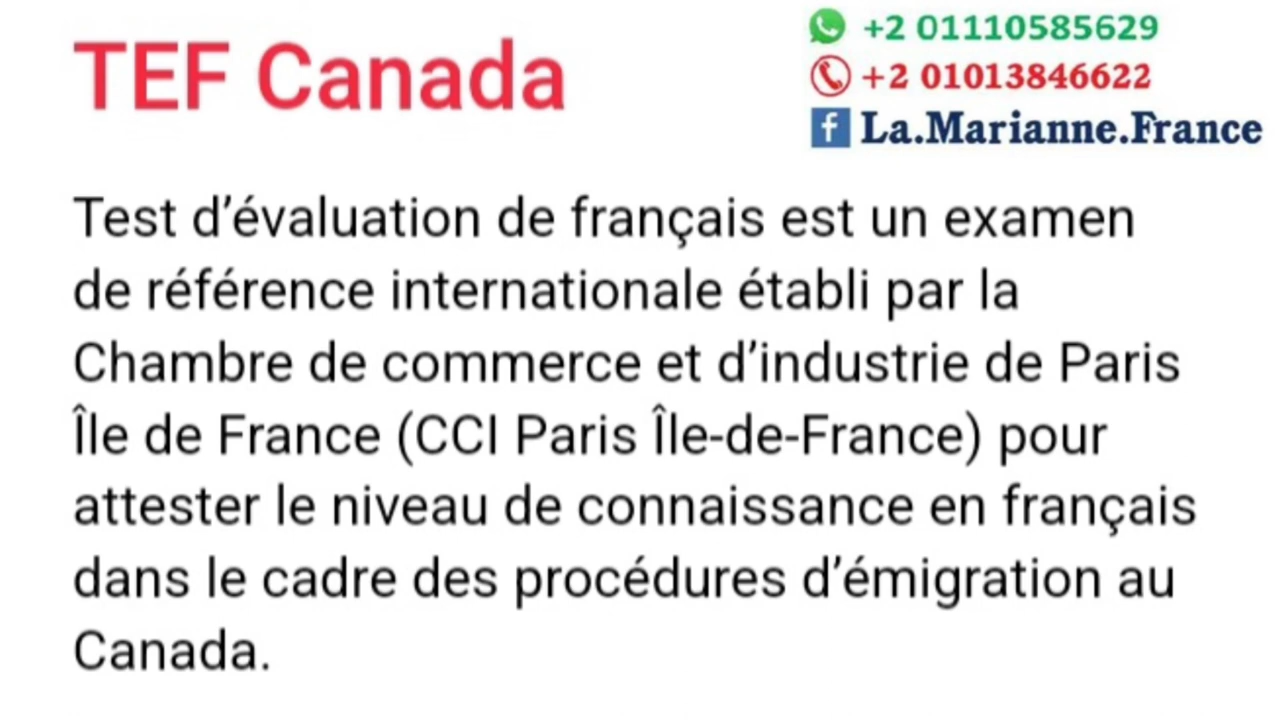 TEF Canada
+2 01110585629
+2 01013846622
La.Marianne.France
Test d’évaluation de français est un examen
de référence internationale établi par la
Chambre de commerce et d’industrie de Paris
Île de France (CCI Paris Île-de-France) pour
attester le niveau de connaissance en français
dans le cadre des procédures d’émigration au
Canada.